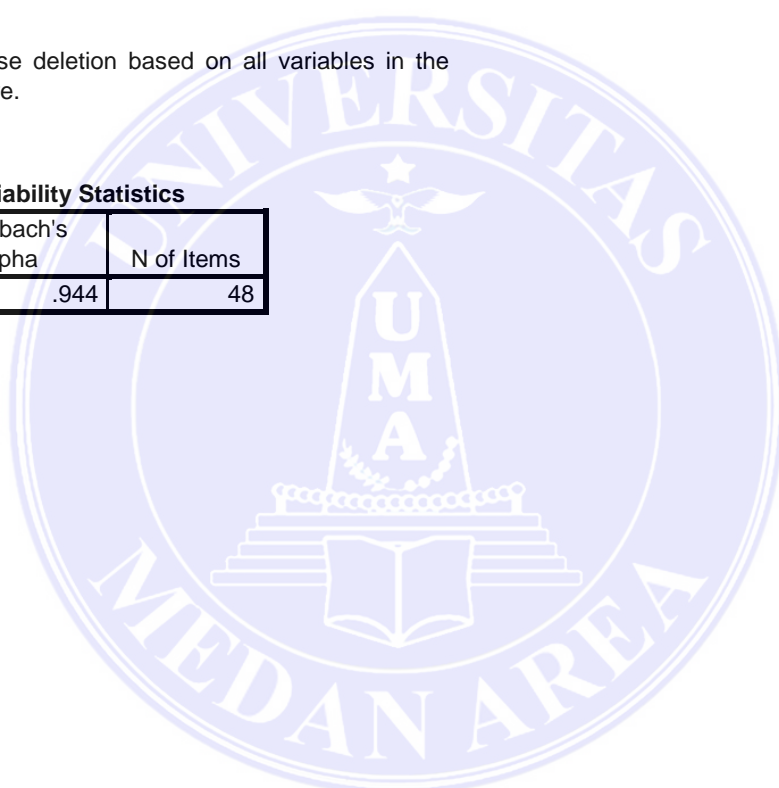 se deletion based on all variables in the
e.
iability Statistics
bach's
pha
N of Items
.944
48
UNIVERSITAS
UMA
MEDAN AREA